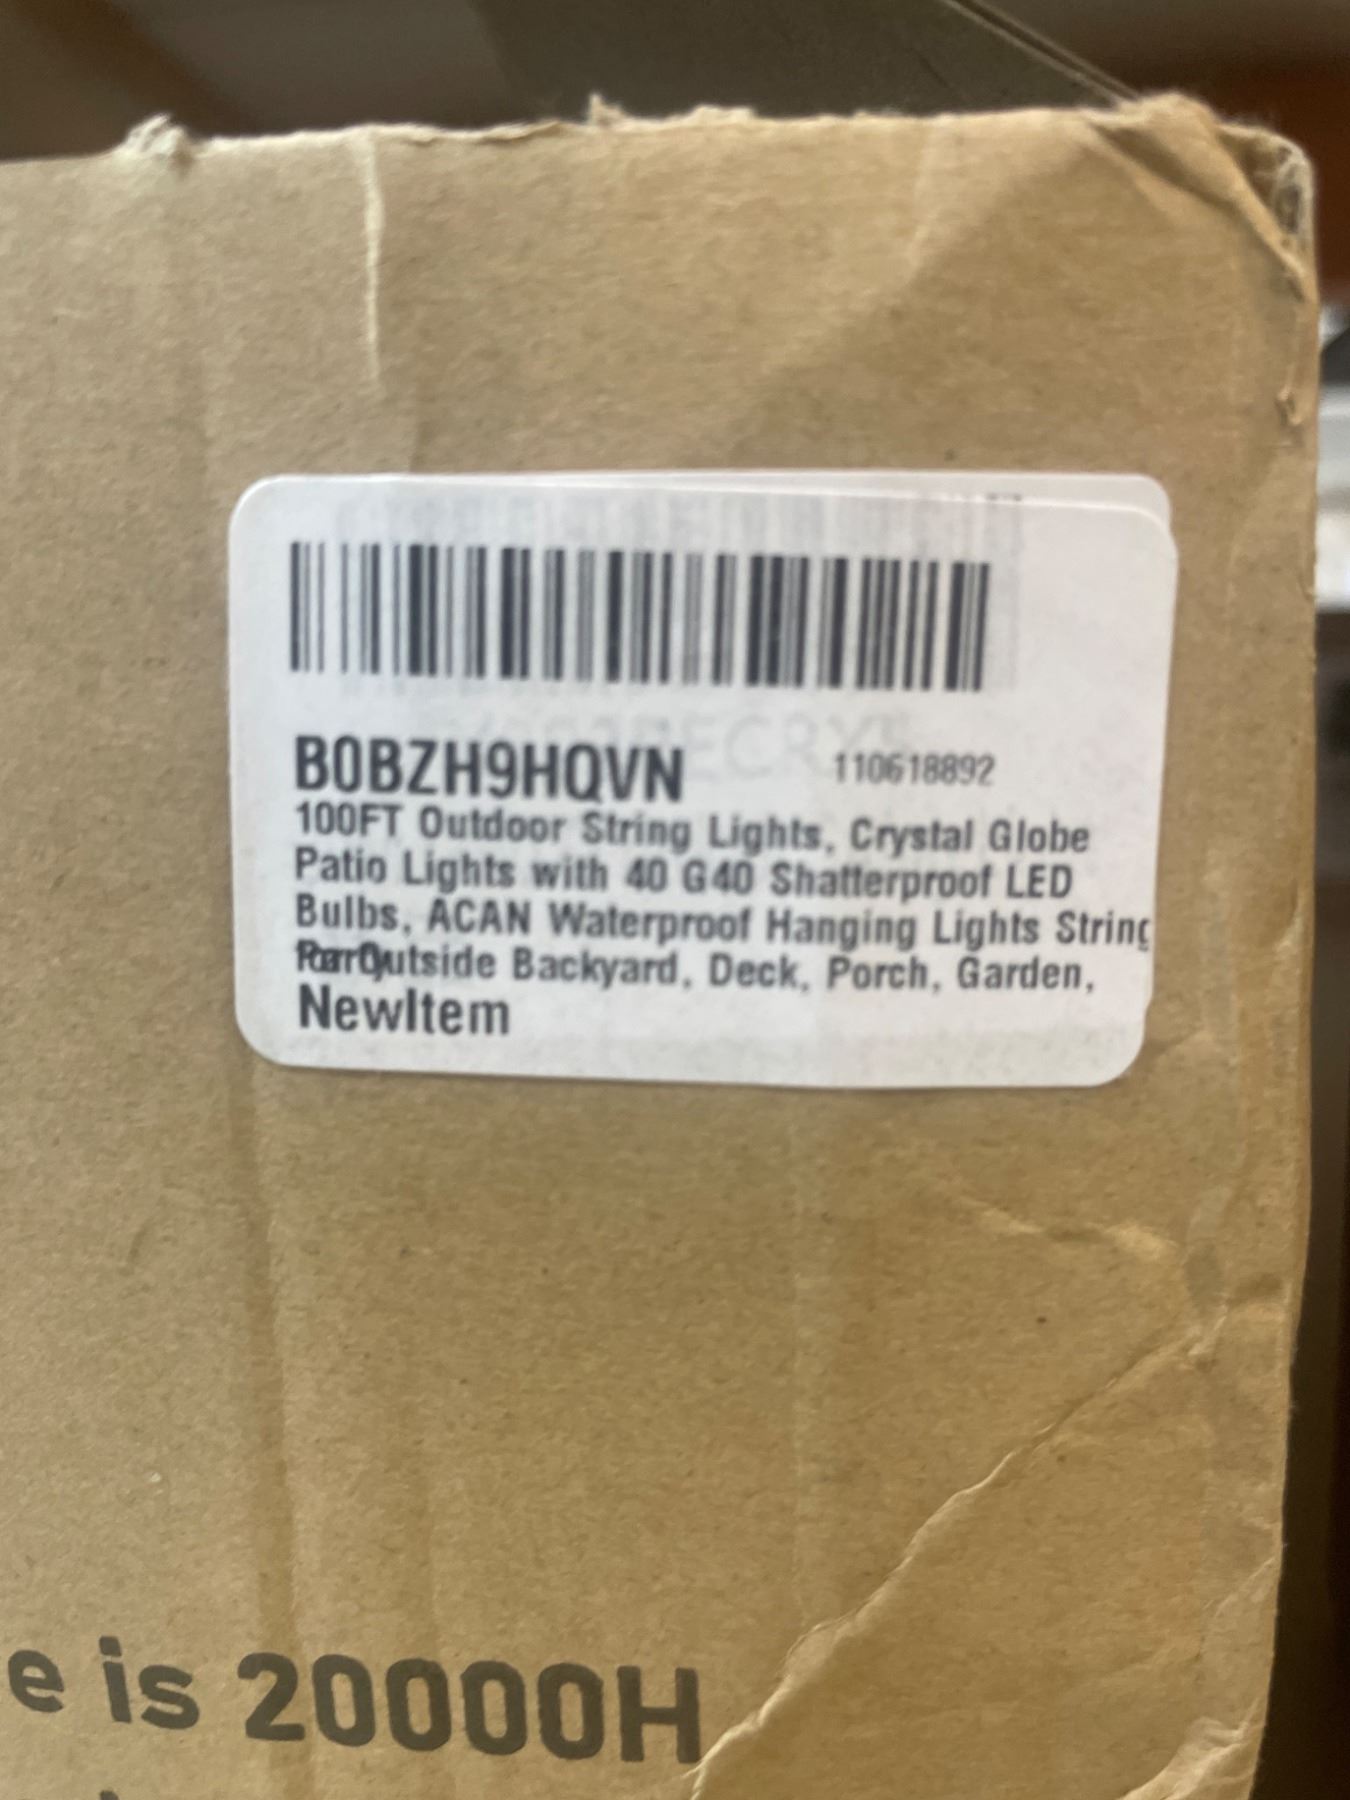 B0BZH9HQVN 110618892
100FT Outdoor String Lights, Crystal Globe
Patio Lights with 40 G40 Shatterproof LED
Bulbs, ACAN Waterproof Hanging Lights String
Outside Backyard, Deck, Porch, Garden,
NewItem
e is 20000H